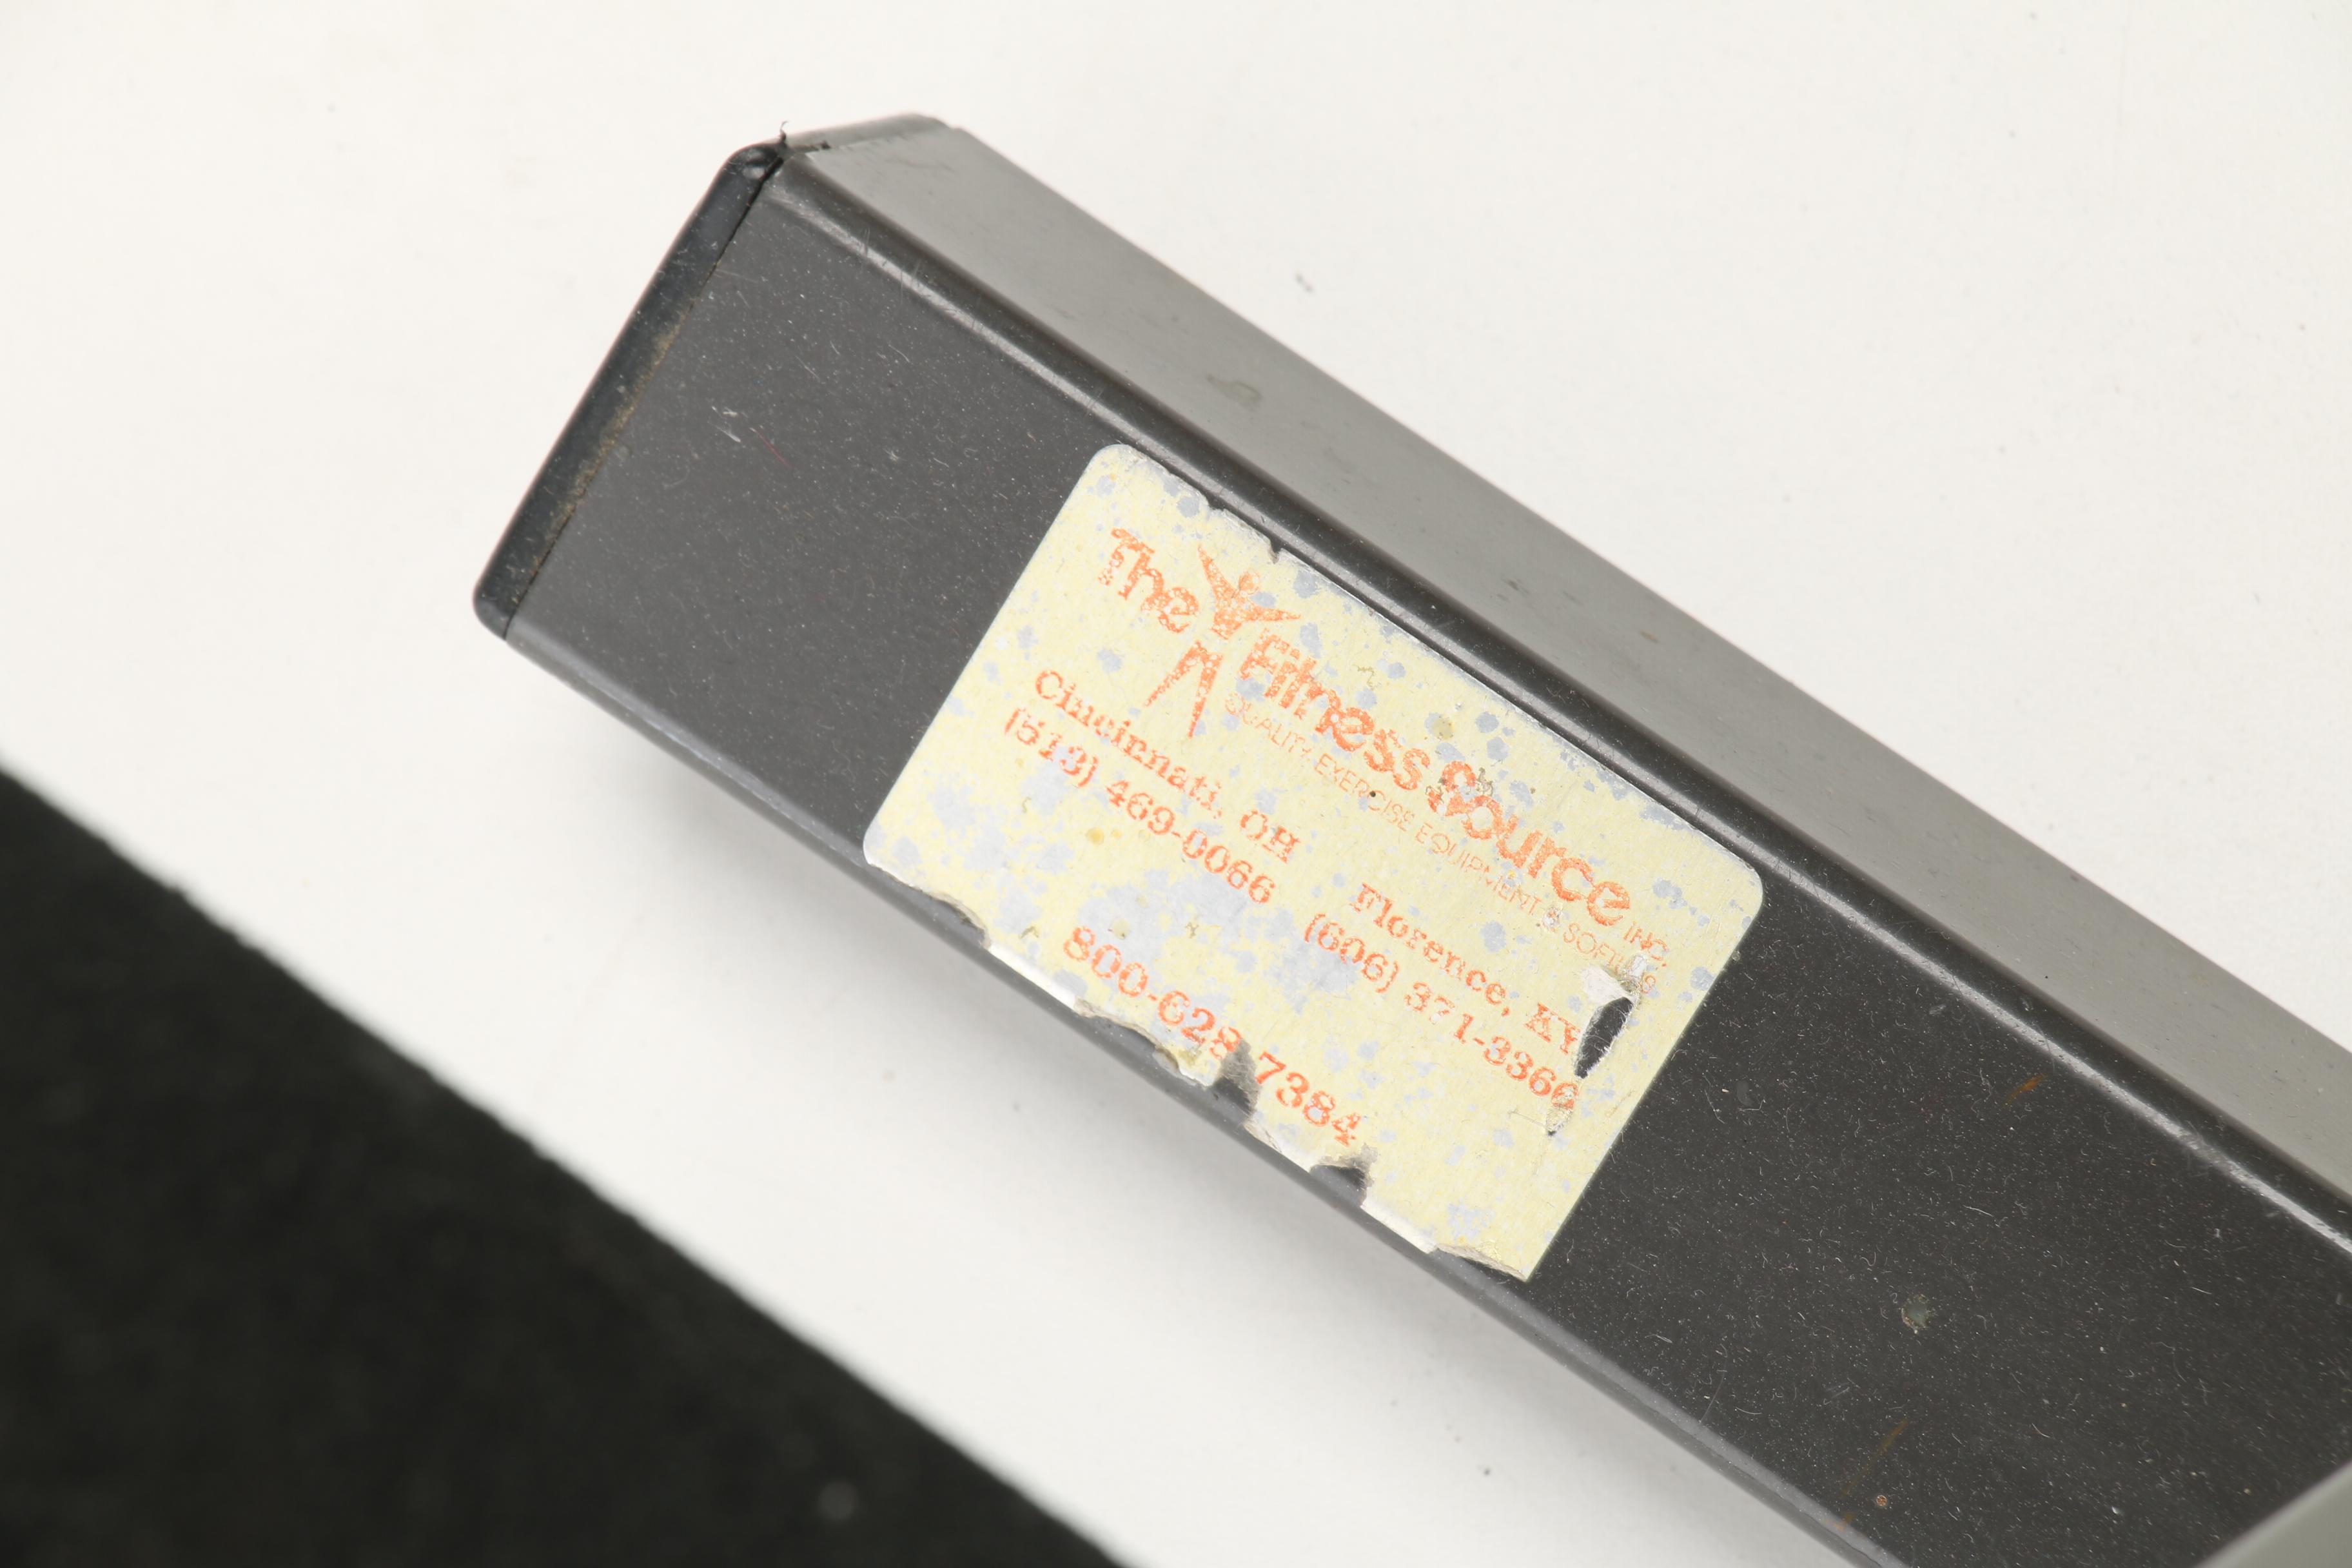 The Fitness Source INC.
QUALITY EXERCISE EQUIPMENT &
Cincinnati, OH
(513) 469-0066
Florence, KY
(606) 371-3366
800-628-7384